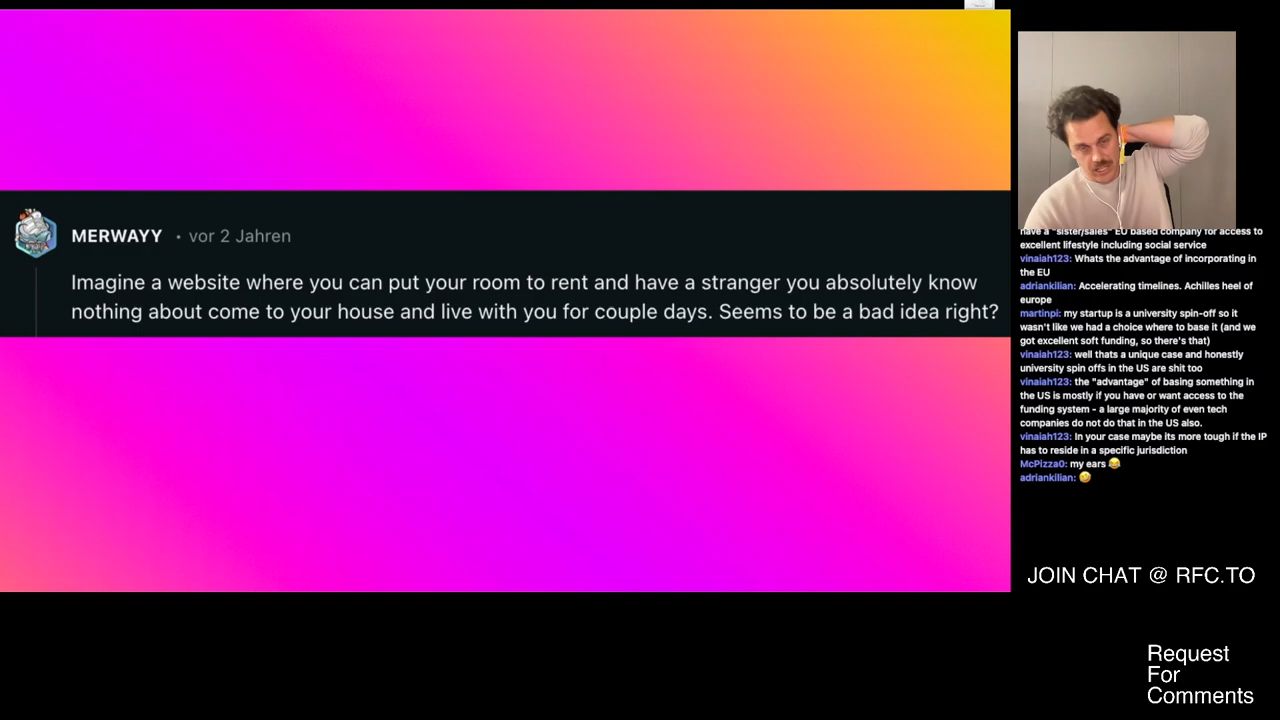 MERWAYY • vor 2 Jahren
Imagine a website where you can put your room to rent and have a stranger you absolutely know
nothing about come to your house and live with you for couple days. Seems to be a bad idea right?
have a "sister/sales" EU based company for access to
excellent lifestyle including social service
vinaiah123: Whats the advantage of incorporating in
the EU
adriankilian: Accelerating timelines. Achilles heel of
europe
martinpi: my startup is a university spin-off so it
wasn't like we had a choice where to base it (and we
got excellent soft funding, so there's that)
vinaiah123: well thats a unique case and honestly
university spin offs in the US are shit too
vinaiah123: the "advantage" of basing something in
the US is mostly if you have or want access to the
funding system - a large majority of even tech
companies do not do that in the US also.
vinaiah123: In your case maybe its more tough if the IP
has to reside in a specific jurisdiction
McPizza0: my ears 😂
adriankilian: 🤣
JOIN CHAT @ RFC.TO
Request
For
Comments